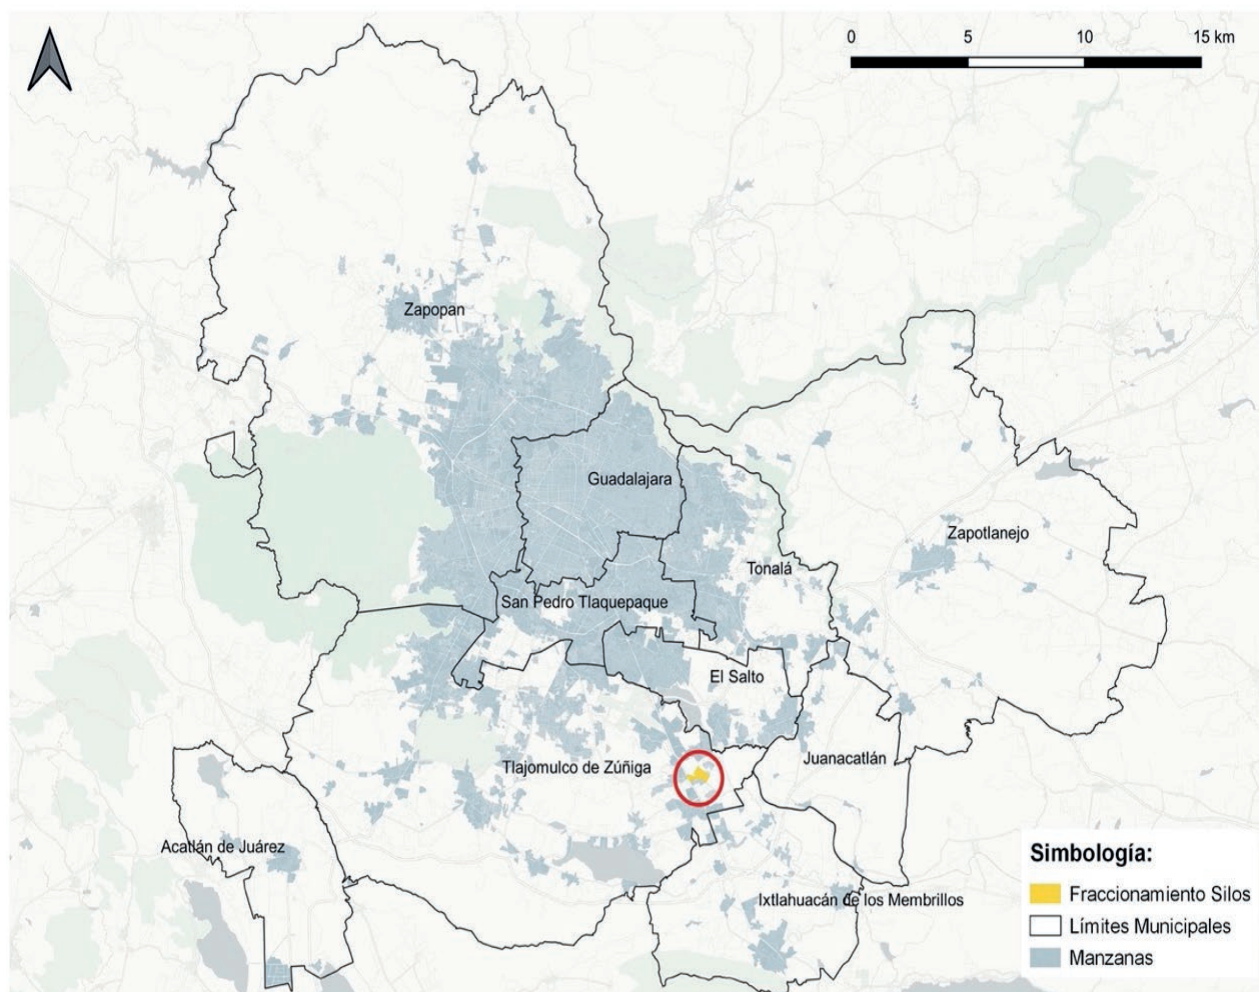 0 5 10 15 km
Zapopan
Guadalajara
Zapotlanejo
Tonalá
San Pedro Tlaquepaque
El Salto
Juanacatlán
Tlajomulco de Zúñiga
Acatlán de Juárez
Ixtlahuacán de los Membrillos
Simbología:
Fraccionamiento Silos
Límites Municipales
Manzanas